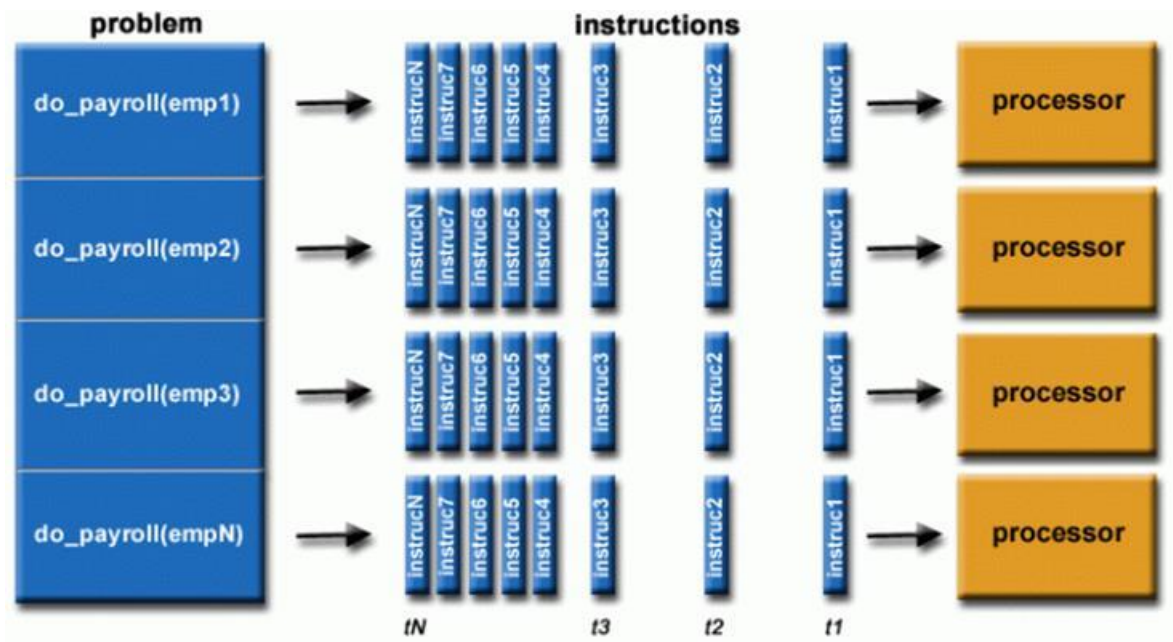 problem
instructions
do_payroll(emp1)
instrucN
instruc7
instruc6
instruc5
instruc4
instruc3
instruc2
instruc1
processor
do_payroll(emp2)
instrucN
instruc7
instruc6
instruc5
instruc4
instruc3
instruc2
instruc1
processor
do_payroll(emp3)
instrucN
instruc7
instruc6
instruc5
instruc4
instruc3
instruc2
instruc1
processor
do_payroll(empN)
instrucN
instruc7
instruc6
instruc5
instruc4
instruc3
instruc2
instruc1
processor
tN
t3
t2
t1